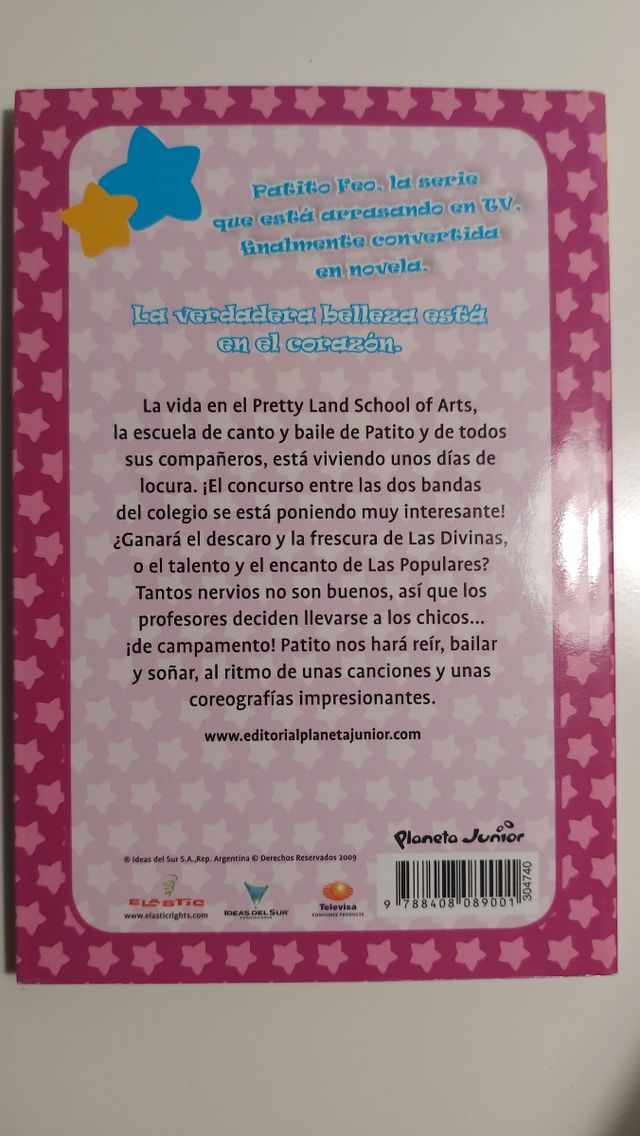 Patito Feo, la serie
que está arrasando en TV,
finalmente convertida
en novela.
La verdadera belleza está
en el corazón.
La vida en el Pretty Land School of Arts,
la escuela de canto y baile de Patito y de todos
sus compañeros, está viviendo unos días de
locura. ¡El concurso entre las dos bandas
del colegio se está poniendo muy interesante!
¿Ganará el descaro y la frescura de Las Divinas,
o el talento y el encanto de Las Populares?
Tantos nervios no son buenos, así que los
profesores deciden llevarse a los chicos...
¡de campamento! Patito nos hará reír, bailar
y soñar, al ritmo de unas canciones y unas
coreografías impresionantes.
www.editorialplanetajunior.com
Planeta Junior
® Ideas del Sur S.A.,Rep. Argentina © Derechos Reservados 2009
ELASTIC
www.elasticrights.com
IDEAS DEL SUR
Televisa
CONSUMER PRODUCTS
9 788408 089001
304740